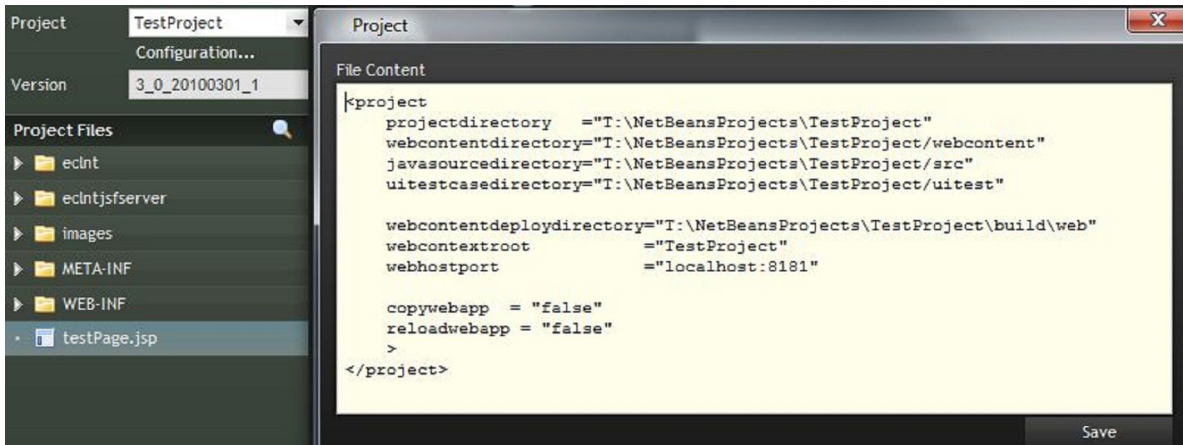 Project
TestProject
Configuration...
Version
3_0_20100301_1
Project Files
eclnt
eclntjsfserver
images
META-INF
WEB-INF
testPage.jsp
Project
X
File Content
<project
projectdirectory   ="T:\NetBeansProjects\TestProject"
webcontentdirectory="T:\NetBeansProjects\TestProject/webcontent"
javasourcedirectory="T:\NetBeansProjects\TestProject/src"
uitestcasedirectory="T:\NetBeansProjects\TestProject/uitest"
webcontentdeploydirectory="T:\NetBeansProjects\TestProject\build\web"
webcontextroot           ="TestProject"
webhostport              ="localhost:8181"
copywebapp  = "false"
reloadwebapp = "false"
>
</project>
Save